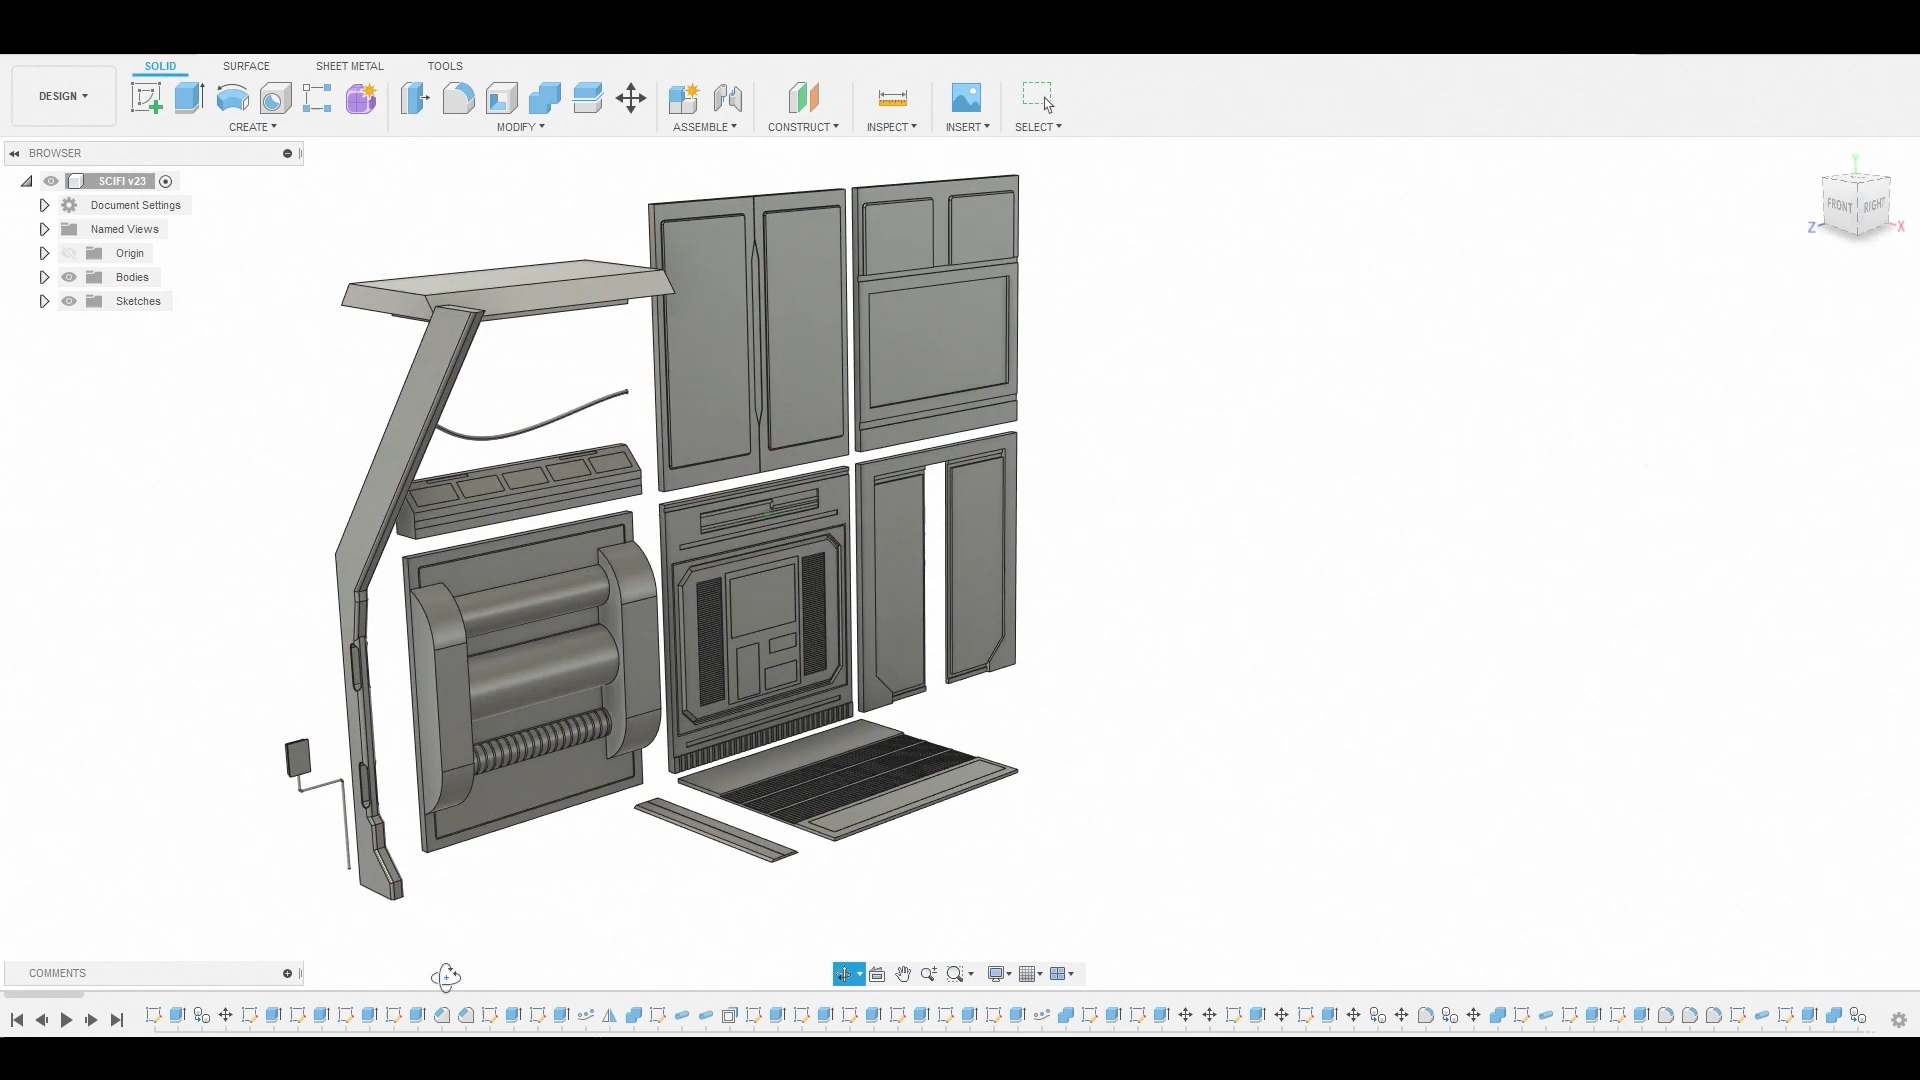 SOLID SURFACE SHEET METAL TOOLS
DESIGN
CREATE MODIFY ASSEMBLE CONSTRUCT INSPECT INSERT SELECT
BROWSER
SCIFI v23
Document Settings
Named Views
Origin
Bodies
Sketches
Y
FRONT RIGHT
Z X
COMMENTS